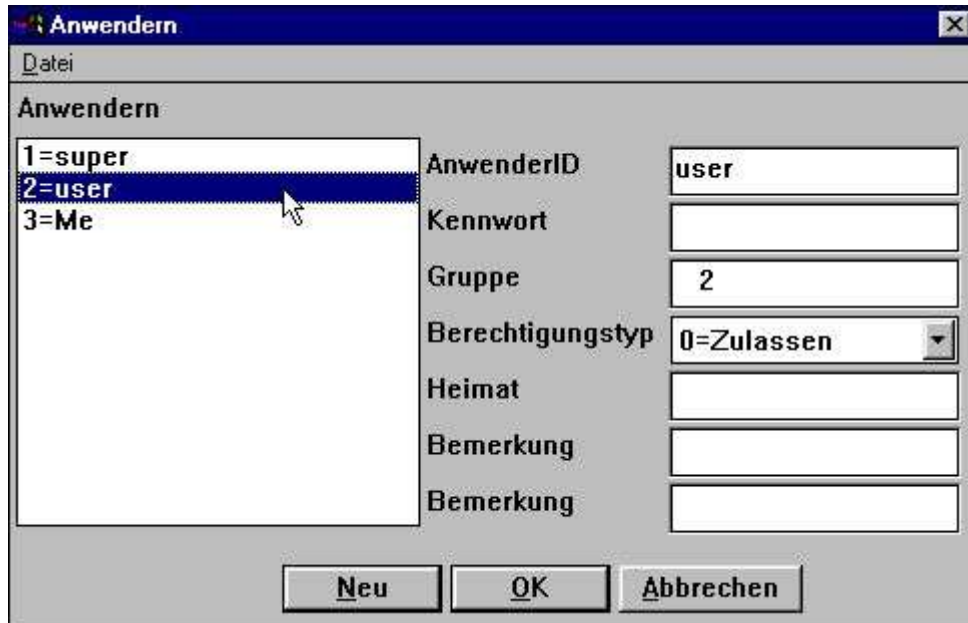 Anwendern
Datei
Anwendern
1=super
2=user
3=Me
AnwenderID
user
Kennwort
Gruppe
2
Berechtigungstyp
0=Zulassen
Heimat
Bemerkung
Bemerkung
Neu
OK
Abbrechen